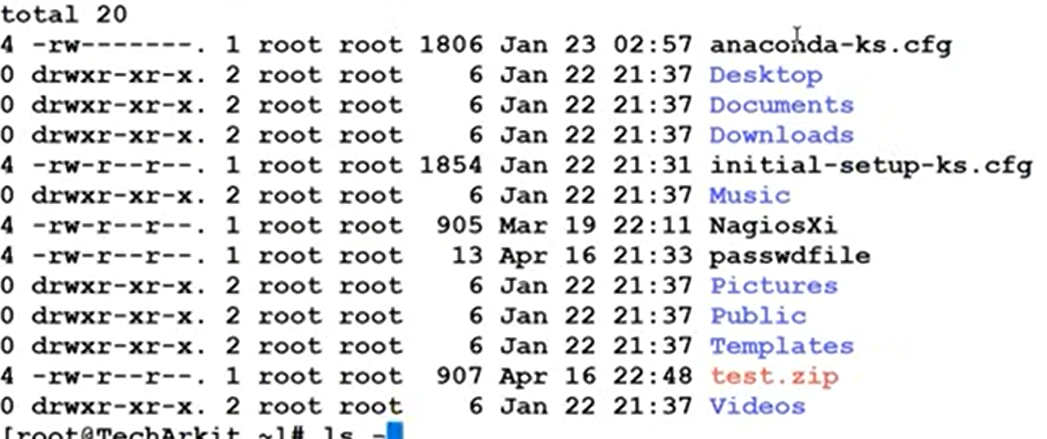 total 20
4 -rw-------. 1 root root 1806 Jan 23 02:57 anaconda-ks.cfg
0 drwxr-xr-x. 2 root root    6 Jan 22 21:37 Desktop
0 drwxr-xr-x. 2 root root    6 Jan 22 21:37 Documents
0 drwxr-xr-x. 2 root root    6 Jan 22 21:37 Downloads
4 -rw-r--r--. 1 root root 1854 Jan 22 21:31 initial-setup-ks.cfg
0 drwxr-xr-x. 2 root root    6 Jan 22 21:37 Music
4 -rw-r--r--. 1 root root  905 Mar 19 22:11 NagiosXi
4 -rw-r--r--. 1 root root   13 Apr 16 21:33 passwdfile
0 drwxr-xr-x. 2 root root    6 Jan 22 21:37 Pictures
0 drwxr-xr-x. 2 root root    6 Jan 22 21:37 Public
0 drwxr-xr-x. 2 root root    6 Jan 22 21:37 Templates
4 -rw-r--r--. 1 root root  907 Apr 16 22:48 test.zip
0 drwxr-xr-x. 2 root root    6 Jan 22 21:37 Videos
[root@TechArkit ~]# ls -